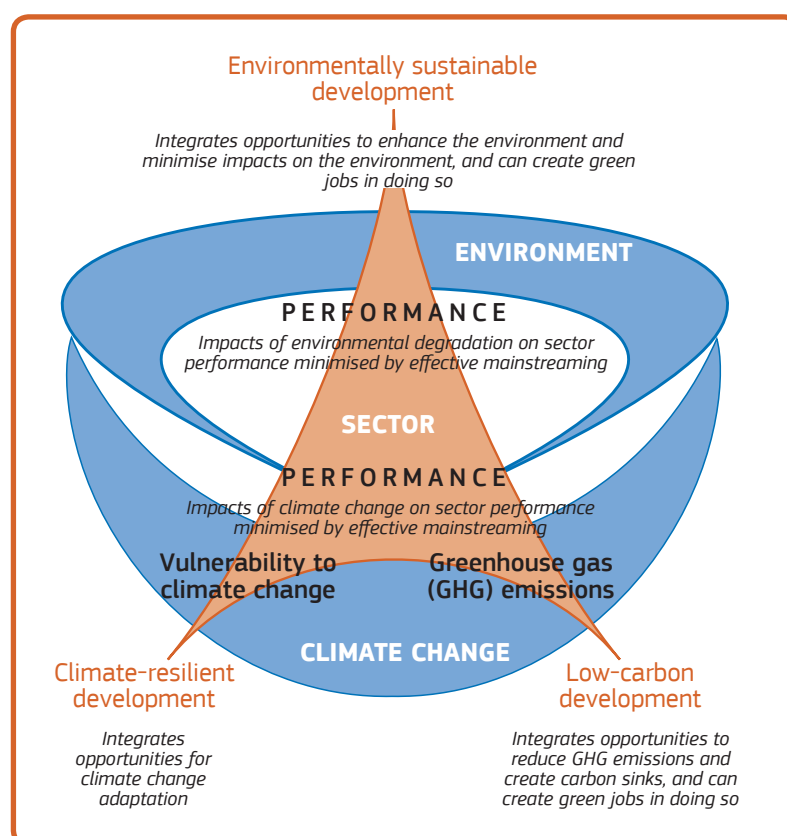 Environmentally sustainable
development
Integrates opportunities to enhance the environment and
minimise impacts on the environment, and can create green
jobs in doing so
ENVIRONMENT
PERFORMANCE
Impacts of environmental degradation on sector
performance minimised by effective mainstreaming
SECTOR
PERFORMANCE
Impacts of climate change on sector performance
minimised by effective mainstreaming
Vulnerability to
climate change
Greenhouse gas
(GHG) emissions
CLIMATE CHANGE
Climate-resilient
development
Integrates
opportunities for
climate change
adaptation
Low-carbon
development
Integrates opportunities to
reduce GHG emissions and
create carbon sinks, and can
create green jobs in doing so